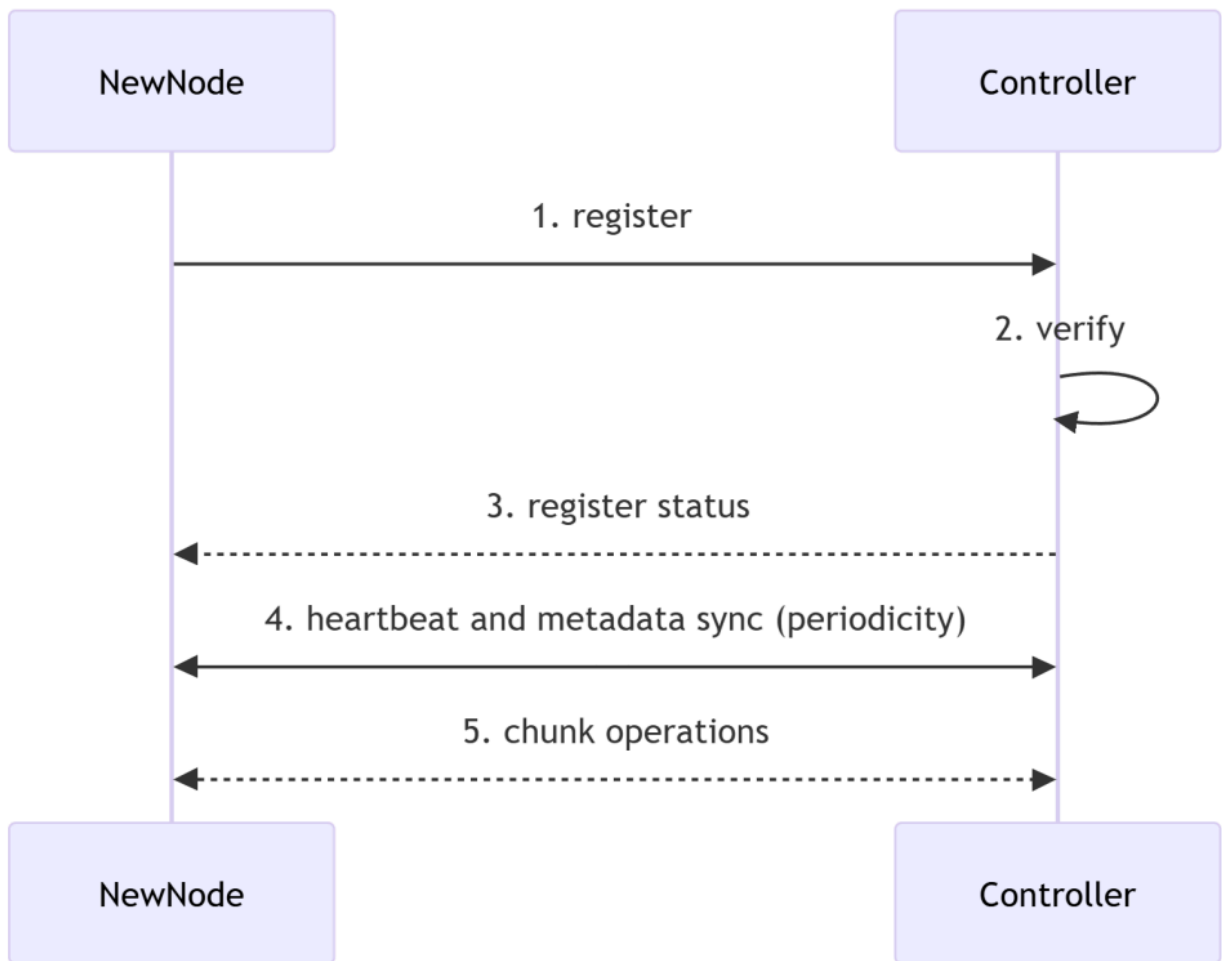 NewNode
Controller
1. register
2. verify
3. register status
4. heartbeat and metadata sync (periodicity)
5. chunk operations
NewNode
Controller